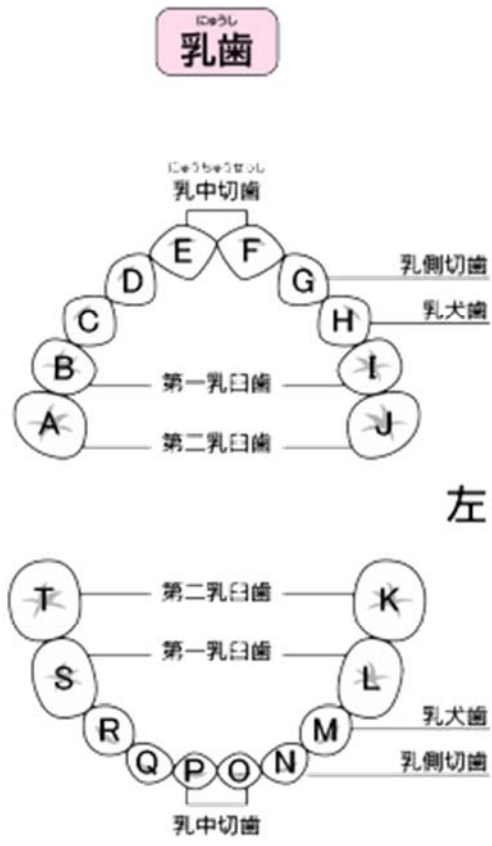 にゅうし
乳歯
にゅうちゅうせっし
乳中切歯
E F
D G 乳側切歯
C H 乳犬歯
B 第一乳臼歯 I
A 第二乳臼歯 J
左
T 第二乳臼歯 K
S 第一乳臼歯 L
R M 乳犬歯
Q P O N 乳側切歯
乳中切歯